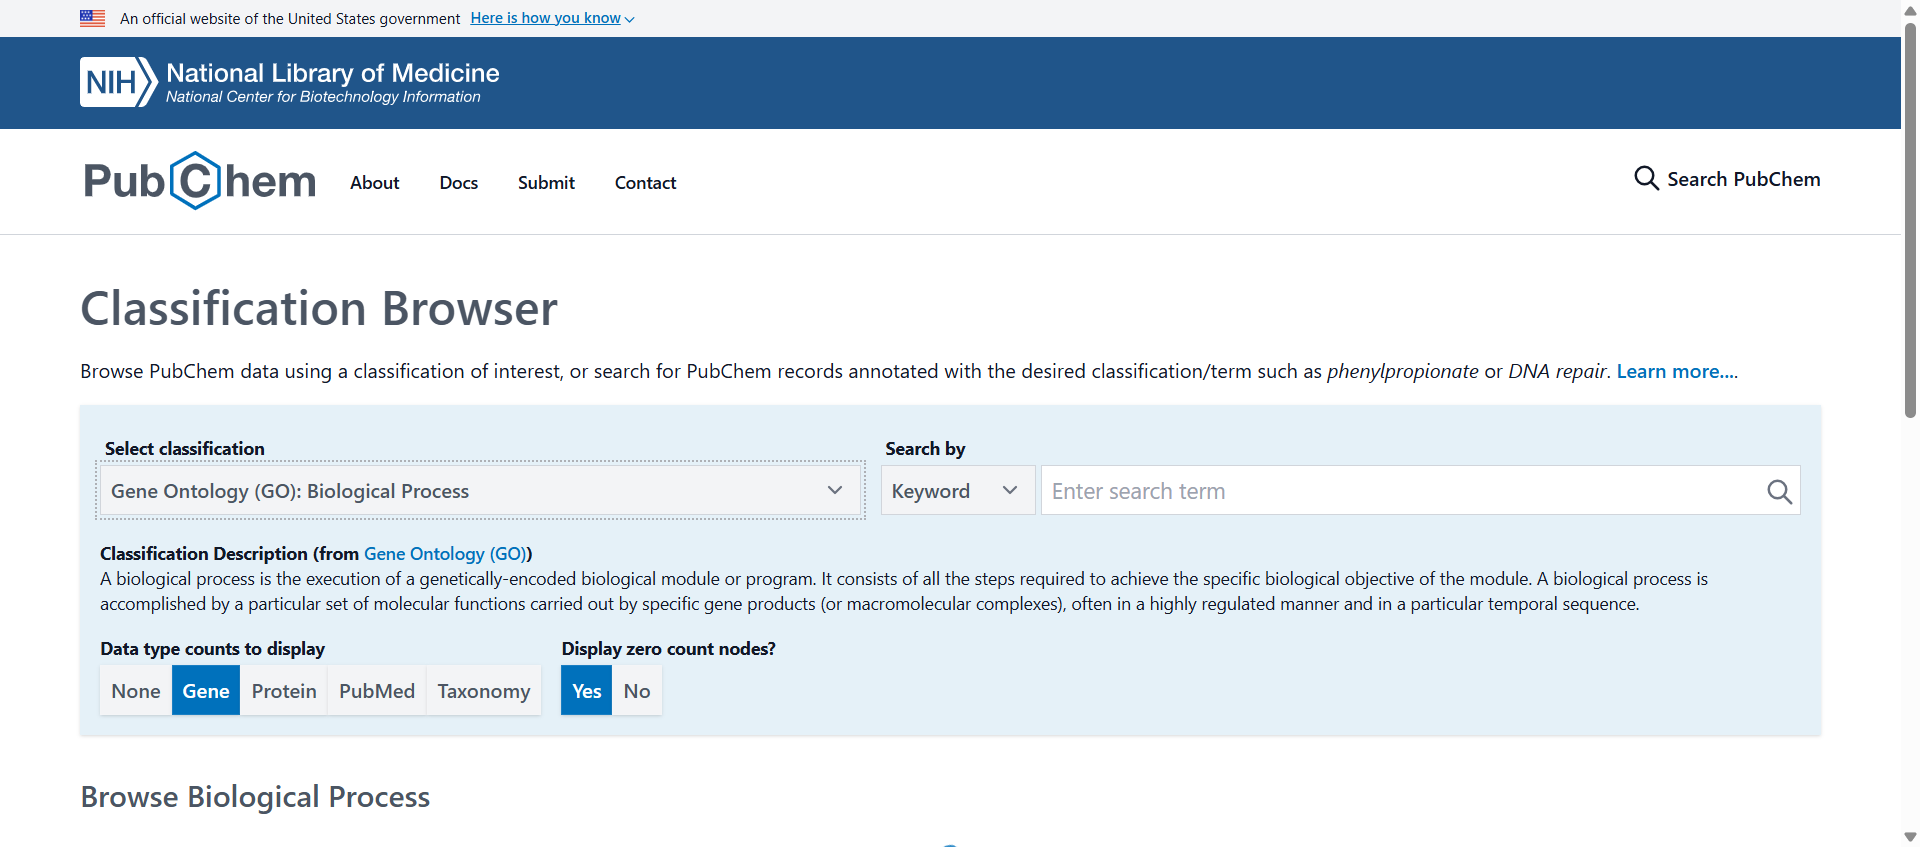 An official website of the United States government Here is how you know
NIH National Library of Medicine
National Center for Biotechnology Information
PubChem About Docs Submit Contact Search PubChem
Classification Browser
Browse PubChem data using a classification of interest, or search for PubChem records annotated with the desired classification/term such as phenylpropionate or DNA repair. Learn more....
Select classification Search by
Gene Ontology (GO): Biological Process Keyword Enter search term
Classification Description (from Gene Ontology (GO))
A biological process is the execution of a genetically-encoded biological module or program. It consists of all the steps required to achieve the specific biological objective of the module. A biological process is
accomplished by a particular set of molecular functions carried out by specific gene products (or macromolecular complexes), often in a highly regulated manner and in a particular temporal sequence.
Data type counts to display Display zero count nodes?
None Gene Protein PubMed Taxonomy Yes No
Browse Biological Process